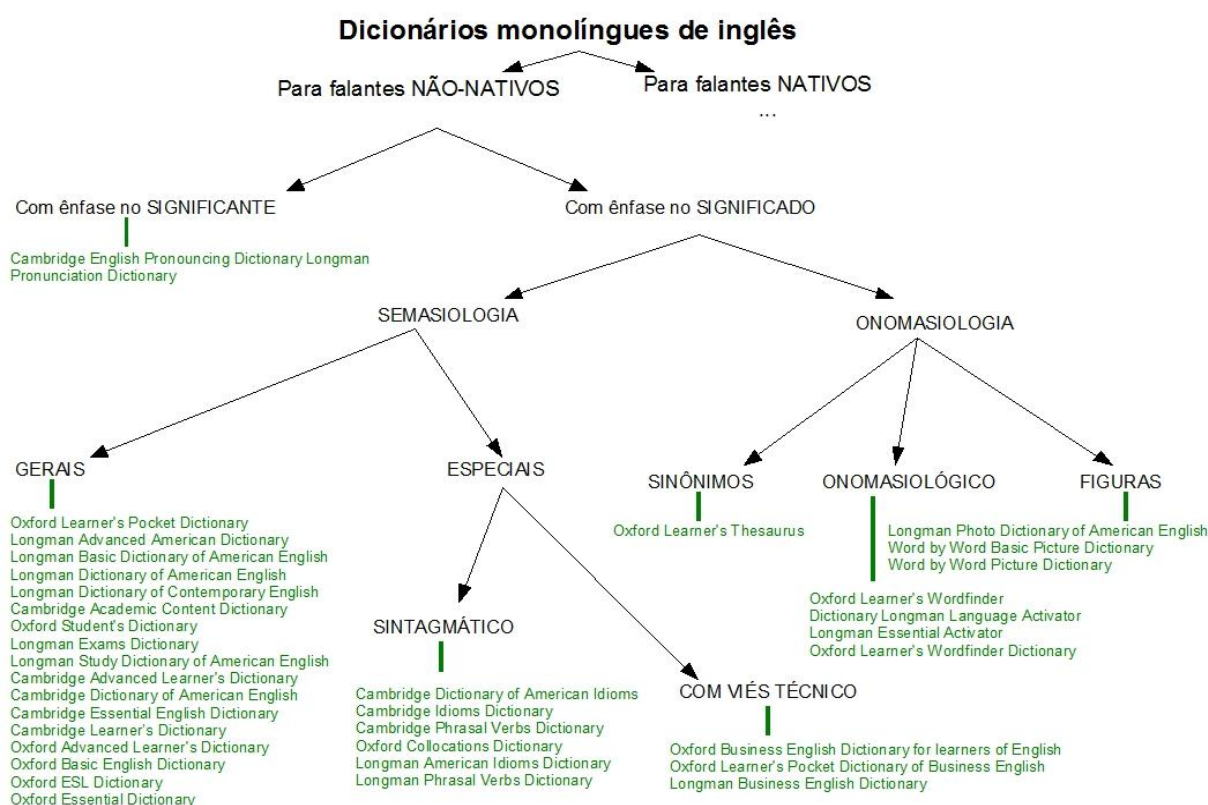 Dicionários monolíngues de inglês
Para falantes NÃO-NATIVOS
Para falantes NATIVOS
...
Com ênfase no SIGNIFICANTE
Cambridge English Pronouncing Dictionary Longman
Pronunciation Dictionary
Com ênfase no SIGNIFICADO
SEMASIOLOGIA
ONOMASIOLOGIA
GERAIS
Oxford Learner's Pocket Dictionary
Longman Advanced American Dictionary
Longman Basic Dictionary of American English
Longman Dictionary of American English
Longman Dictionary of Contemporary English
Cambridge Academic Content Dictionary
Oxford Student's Dictionary
Longman Exams Dictionary
Longman Study Dictionary of American English
Cambridge Advanced Learner's Dictionary
Cambridge Dictionary of American English
Cambridge Essential English Dictionary
Cambridge Learner's Dictionary
Oxford Advanced Learner's Dictionary
Oxford Basic English Dictionary
Oxford ESL Dictionary
Oxford Essential Dictionary
ESPECIAIS
SINTAGMÁTICO
Cambridge Dictionary of American Idioms
Cambridge Idioms Dictionary
Cambridge Phrasal Verbs Dictionary
Oxford Collocations Dictionary
Longman American Idioms Dictionary
Longman Phrasal Verbs Dictionary
COM VIÉS TÉCNICO
Oxford Business English Dictionary for learners of English
Oxford Learner's Pocket Dictionary of Business English
Longman Business English Dictionary
SINÔNIMOS
Oxford Learner's Thesaurus
ONOMASIOLÓGICO
Oxford Learner's Wordfinder
Dictionary Longman Language Activator
Longman Essential Activator
Oxford Learner's Wordfinder Dictionary
FIGURAS
Longman Photo Dictionary of American English
Word by Word Basic Picture Dictionary
Word by Word Picture Dictionary